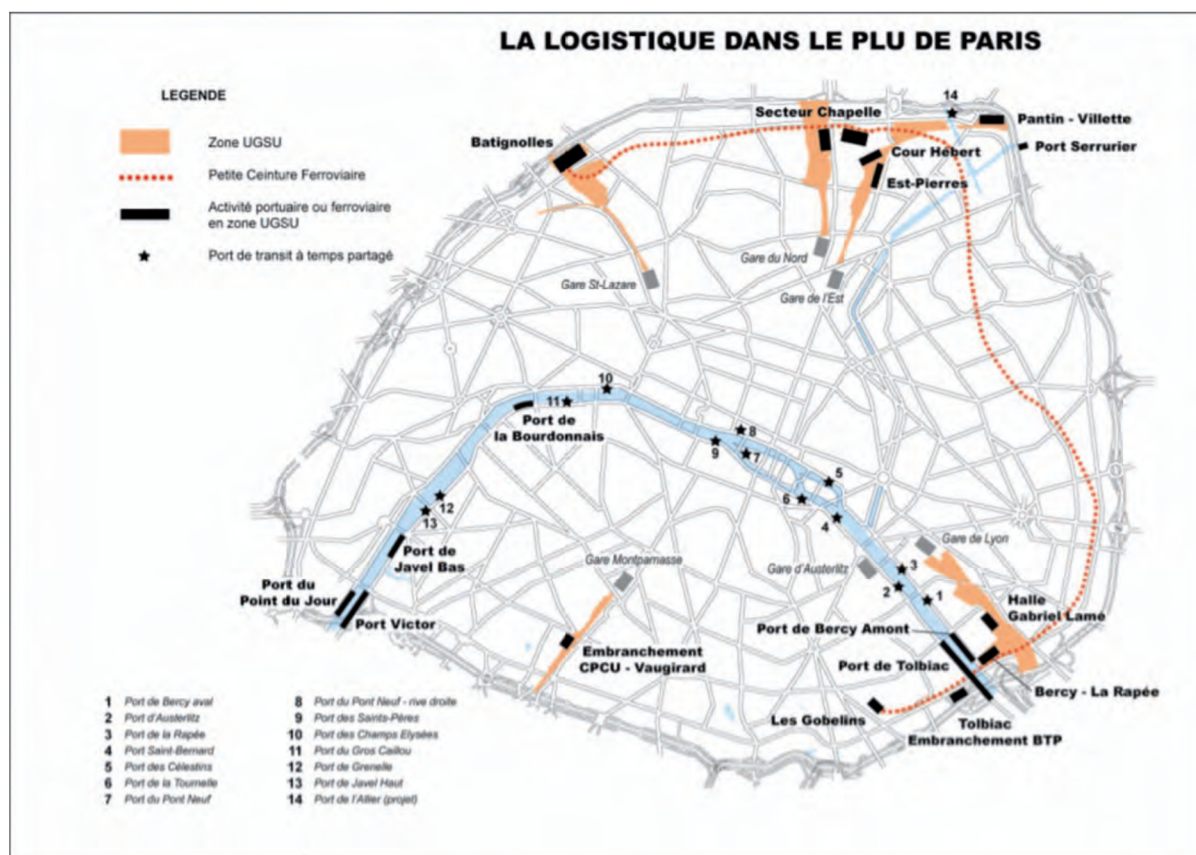 LA LOGISTIQUE DANS LE PLU DE PARIS
LEGENDE
Zone UGSU
Petite Ceinture Ferroviaire
Activité portuaire ou ferroviaire
en zone UGSU
Port de transit à temps partagé
14
Secteur Chapelle
Pantin - Villette
Batignolles
Cour Hébert
Port Serrurier
Est-Pierres
Gare du Nord
Gare St-Lazare
Gare de l'Est
10
11
Port de
la Bourdonnais
8
9
7
5
6
4
12
13
Port de
Javel Bas
Gare Montparnasse
Gare d'Austerlitz
Gare de Lyon
3
2
1
Port du
Point du Jour
Port Victor
Halle
Gabriel Lamé
Port de Bercy Amont
Embranchement
CPCU - Vaugirard
Port de Tolbiac
Bercy - La Rapée
Les Gobelins
Tolbiac
Embranchement BTP
1 Port de Bercy aval
2 Port d'Austerlitz
3 Port de la Rapée
4 Port Saint-Bernard
5 Port des Célestins
6 Port de la Tournelle
7 Port du Pont Neuf
8 Port du Pont Neuf - rive droite
9 Port des Saints-Pères
10 Port des Champs Elysées
11 Port du Gros Caillou
12 Port de Grenelle
13 Port de Javel Haut
14 Port de l'Allier (projet)